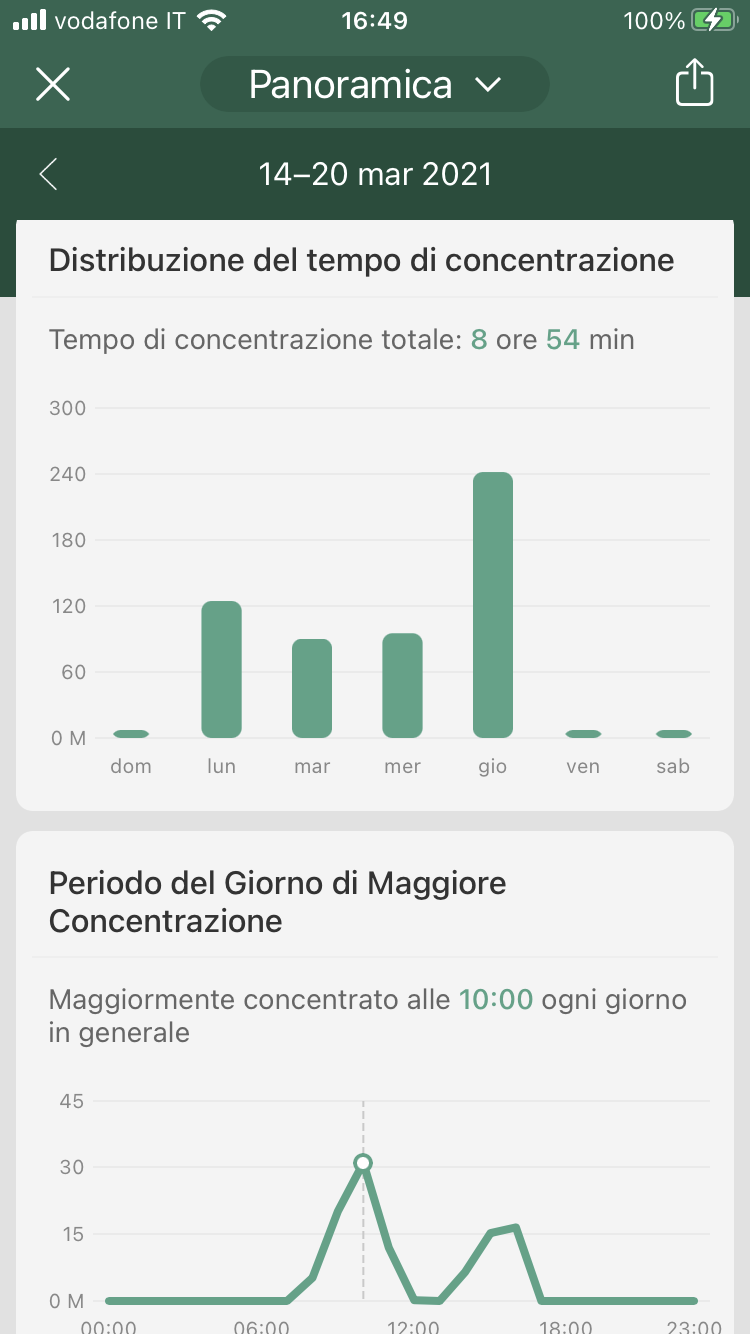 vodafone IT 16:49 100%
Panoramica
14–20 mar 2021
Distribuzione del tempo di concentrazione
Tempo di concentrazione totale: 8 ore 54 min
300
240
180
120
60
0 M
dom lun mar mer gio ven sab
Periodo del Giorno di Maggiore
Concentrazione
Maggiormente concentrato alle 10:00 ogni giorno
in generale
45
30
15
0 M
00:00 06:00 12:00 18:00 23:00